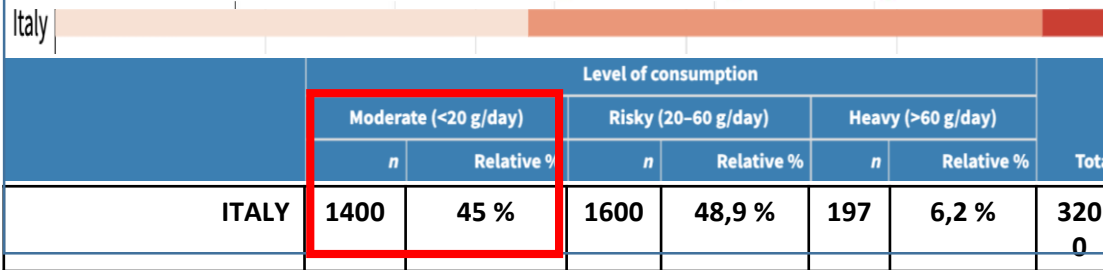 Italy
Level of consumption
Moderate (<20 g/day) Risky (20–60 g/day) Heavy (>60 g/day)
n Relative % n Relative % n Relative % Tota
ITALY 1400 45 % 1600 48,9 % 197 6,2 % 320
0